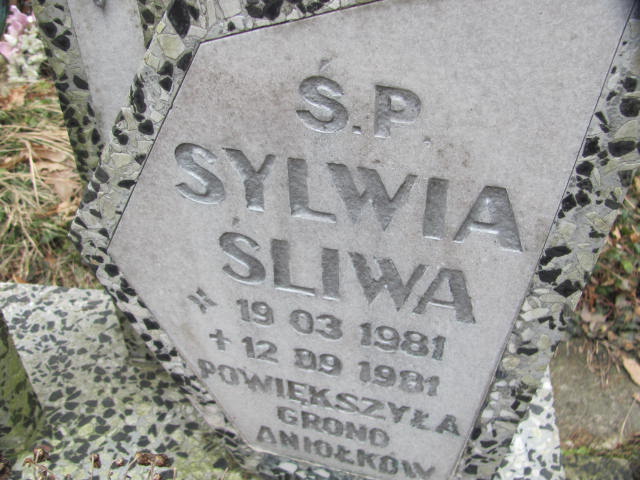 Ś.P.
SYLWIA
ŚLIWA
* 19 03 1981
+ 12 09 1981
POWIĘKSZYŁA
GRONO
ANIOŁKÓW